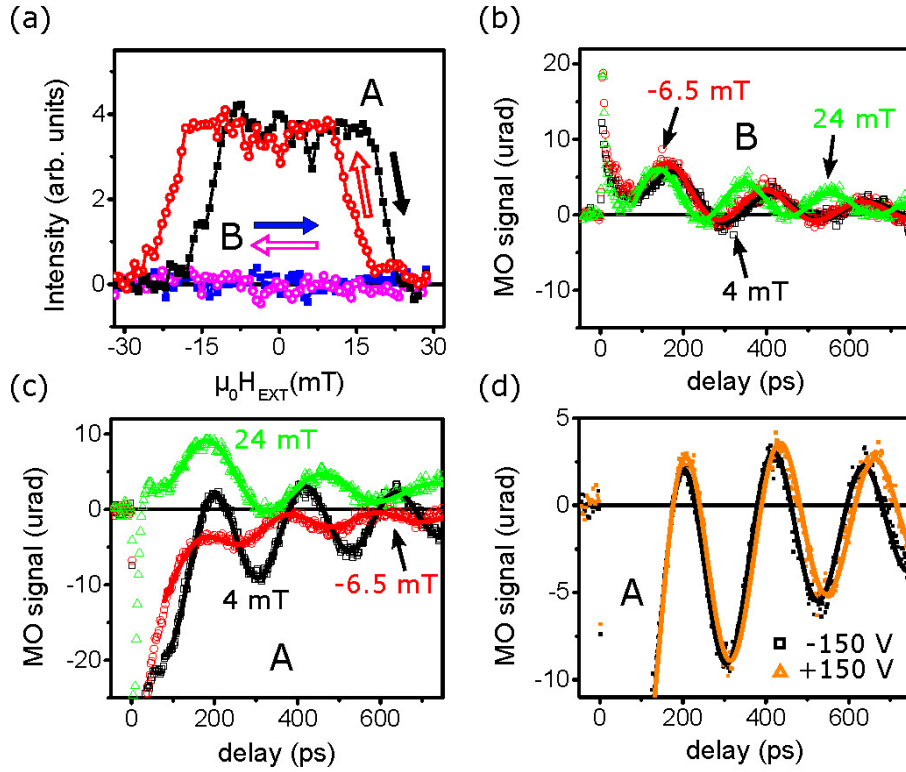 (a)
Intensity (arb. units)
4
2
0
A
B
-30 -15 0 15 30
μ₀H_EXT(mT)
(b)
MO signal (urad)
20
10
0
-10
-6.5 mT
B
24 mT
4 mT
0 200 400 600
delay (ps)
(c)
MO signal (urad)
10
0
-10
-20
24 mT
4 mT
-6.5 mT
A
0 200 400 600
delay (ps)
(d)
MO signal (urad)
5
0
-5
-10
A
-150 V
+150 V
0 200 400 600
delay (ps)